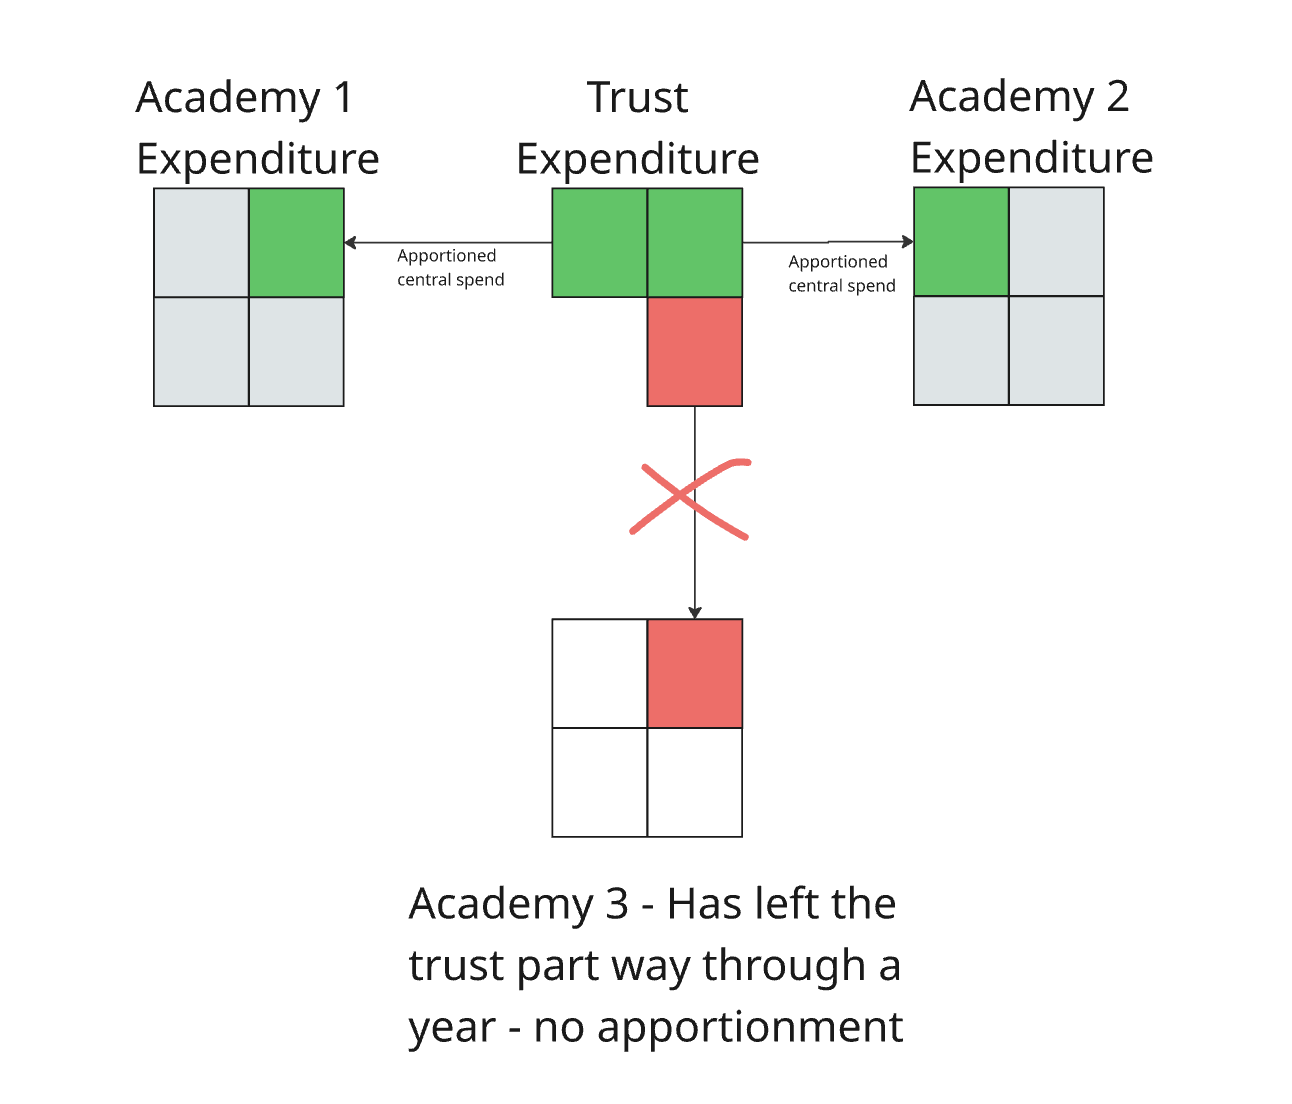 Academy 1
Expenditure
Trust
Expenditure
Academy 2
Expenditure
Apportioned
central spend
Apportioned
central spend
Academy 3 - Has left the
trust part way through a
year - no apportionment